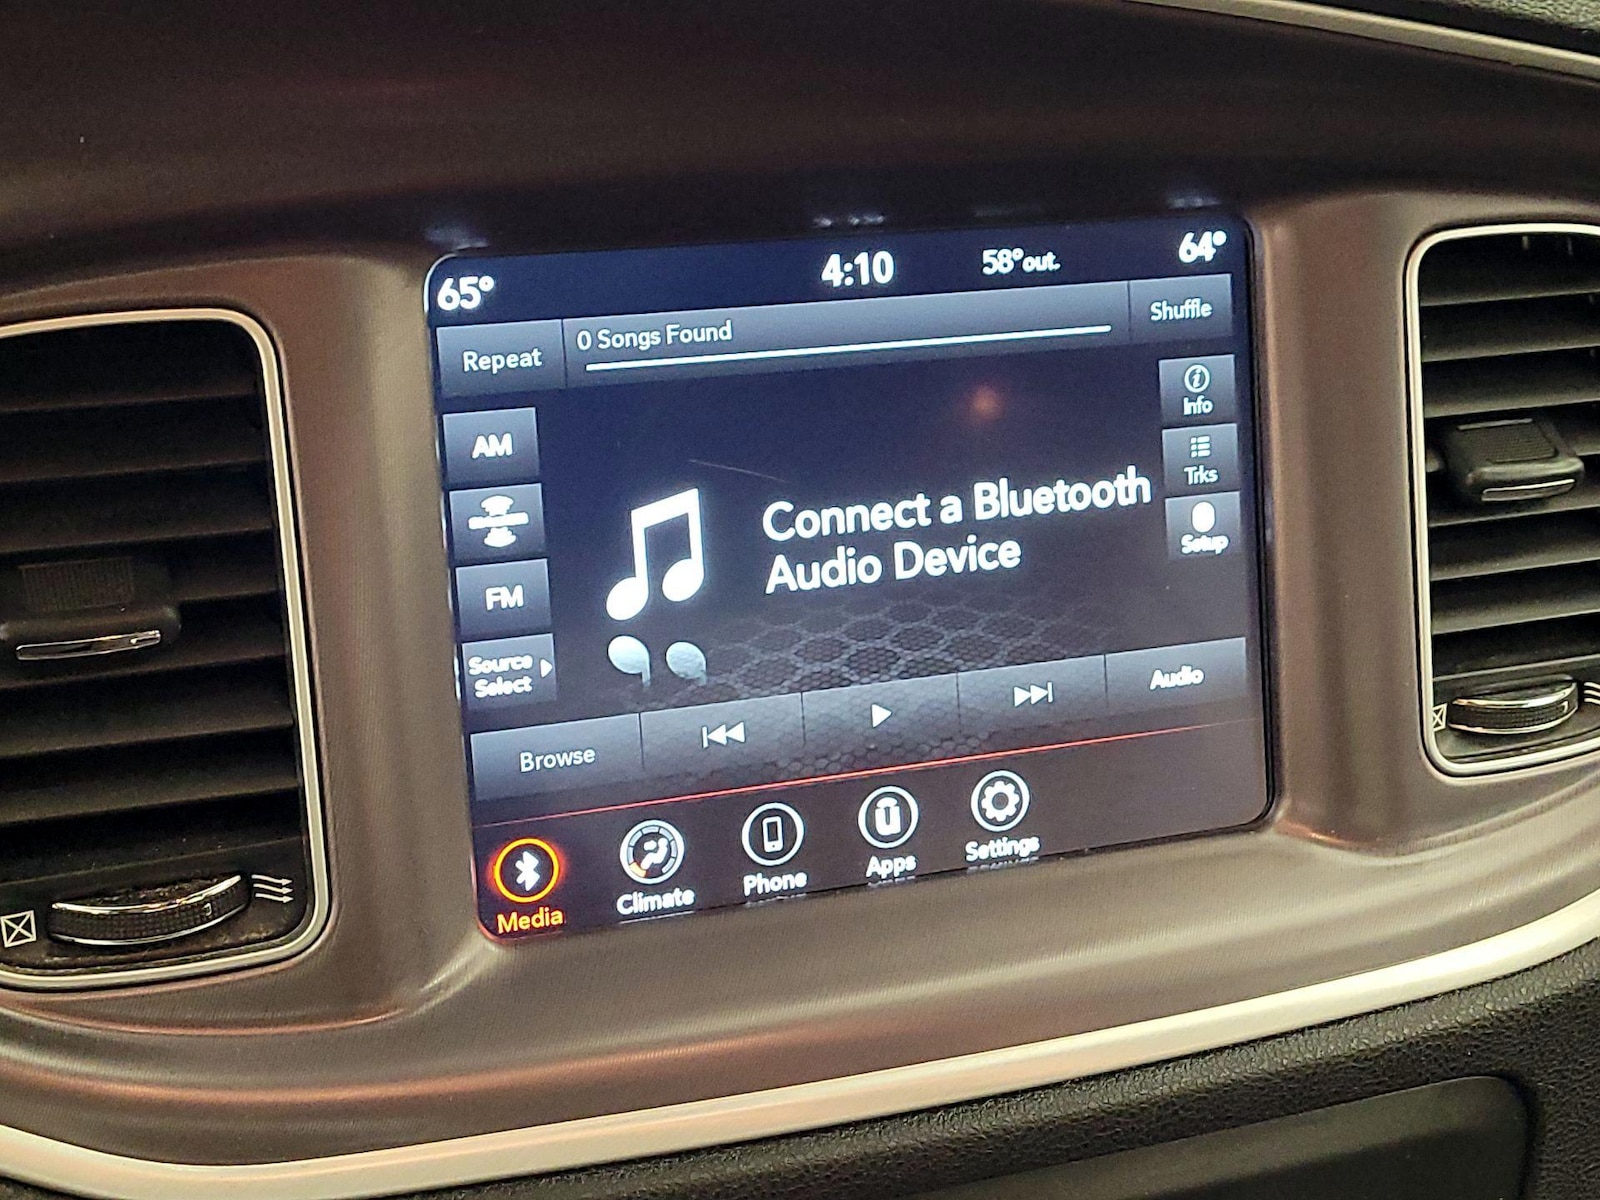 65° 4:10 58°out. 64°
Repeat 0 Songs Found Shuffle
AM
FM
Source
Select
Connect a Bluetooth
Audio Device
Info
Trks
Setup
Browse Audio
Media Climate Phone Apps Settings